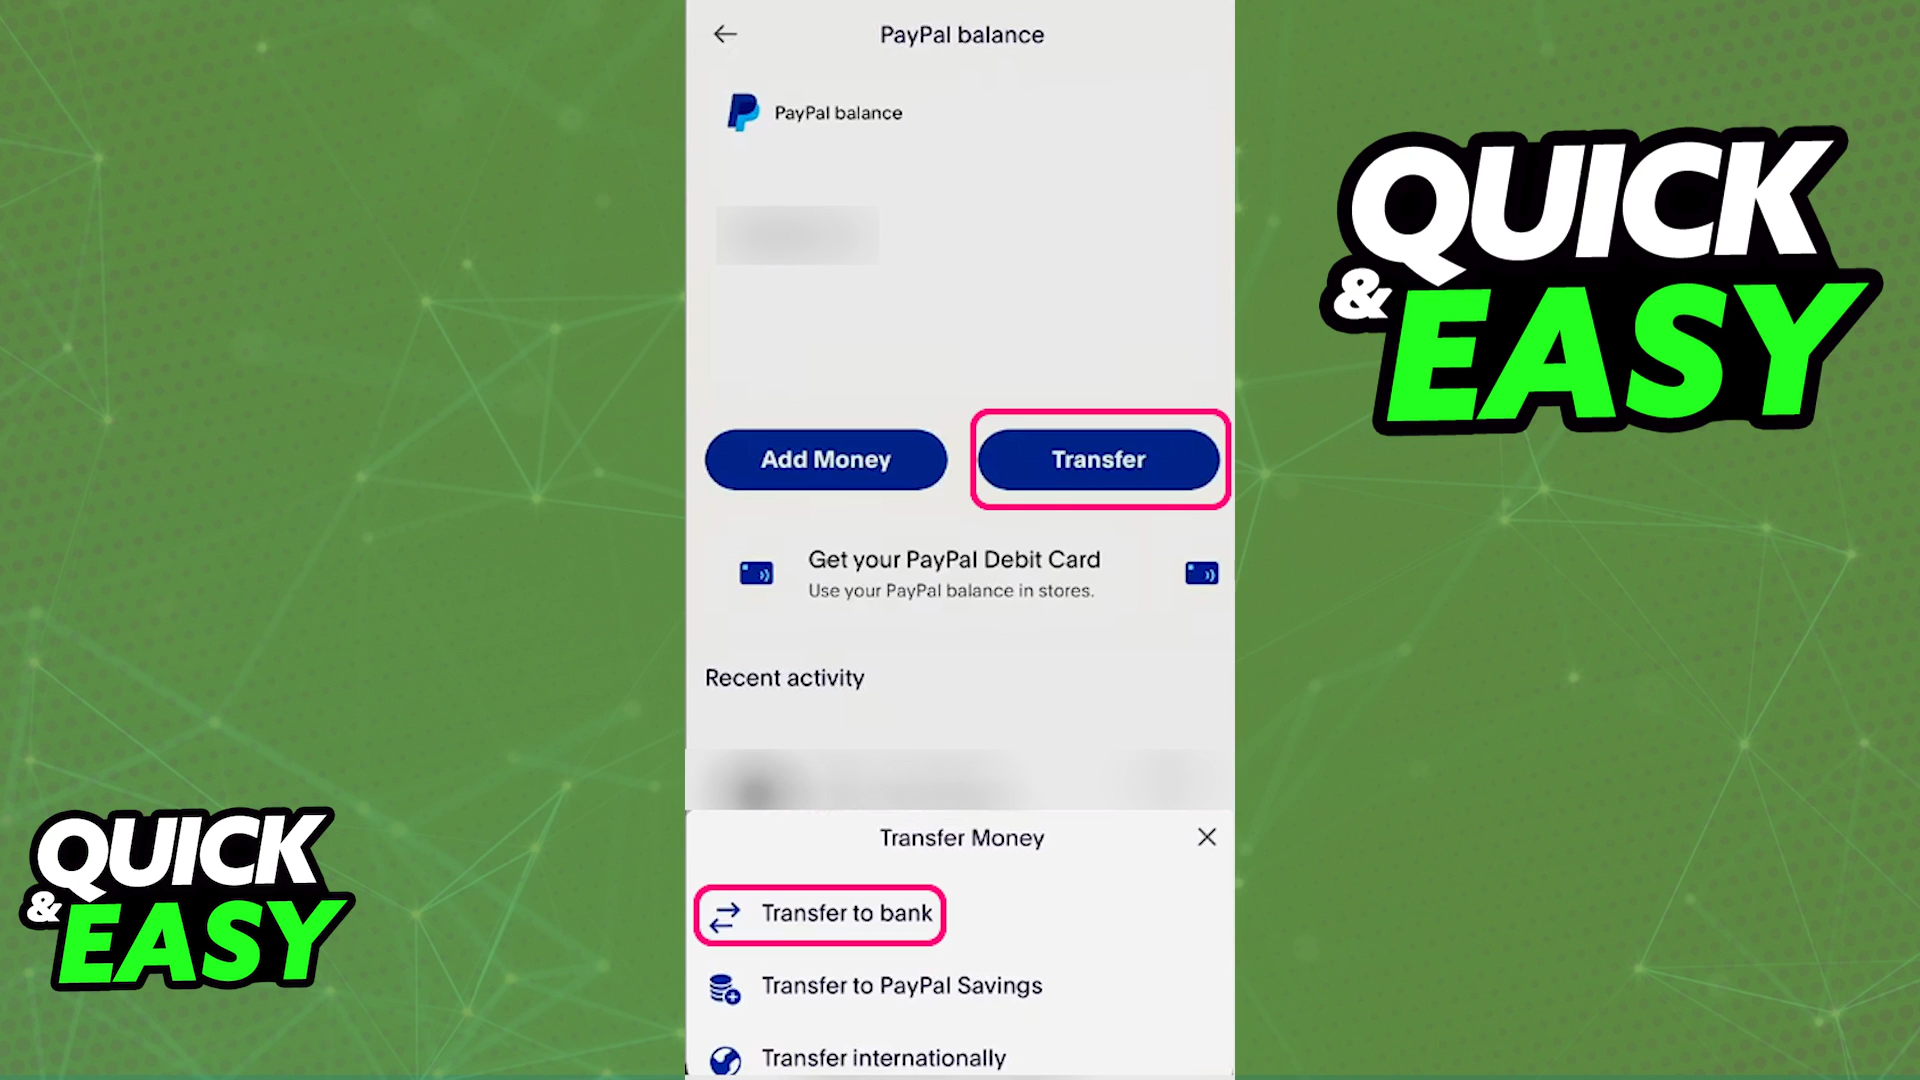 PayPal balance
PayPal balance
Add Money
Transfer
Get your PayPal Debit Card
Use your PayPal balance in stores.
Recent activity
Transfer Money
Transfer to bank
Transfer to PayPal Savings
Transfer internationally
QUICK
& EASY
QUICK
& EASY